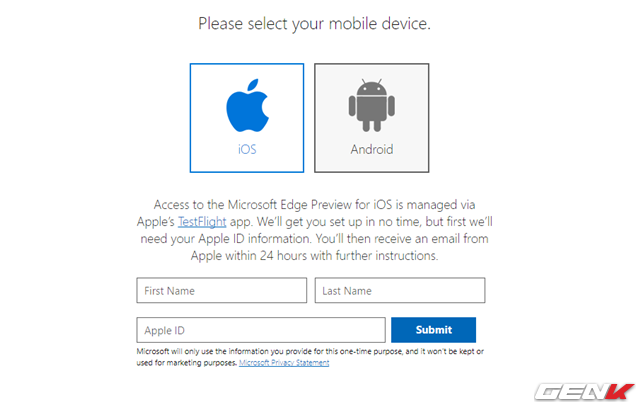 Please select your mobile device.
iOS
Android
Access to the Microsoft Edge Preview for iOS is managed via
Apple's TestFlight app. We'll get you set up in no time, but first we'll
need your Apple ID information. You'll then receive an email from
Apple within 24 hours with further instructions.
First Name
Last Name
Apple ID
Submit
Microsoft will only use the information you provide for this one-time purpose, and it won't be kept or
used for marketing purposes. Microsoft Privacy Statement
GENK